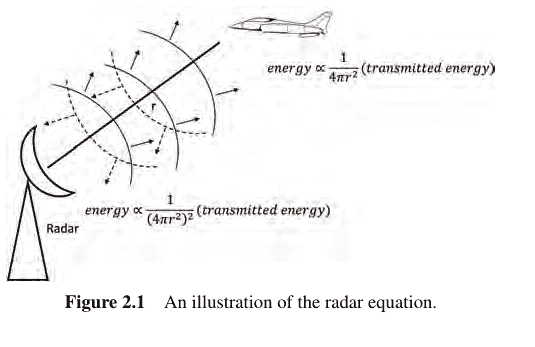 energy ∝ 1/4πr² (transmitted energy)
r
energy ∝ 1/(4πr²)² (transmitted energy)
Radar
Figure 2.1 An illustration of the radar equation.